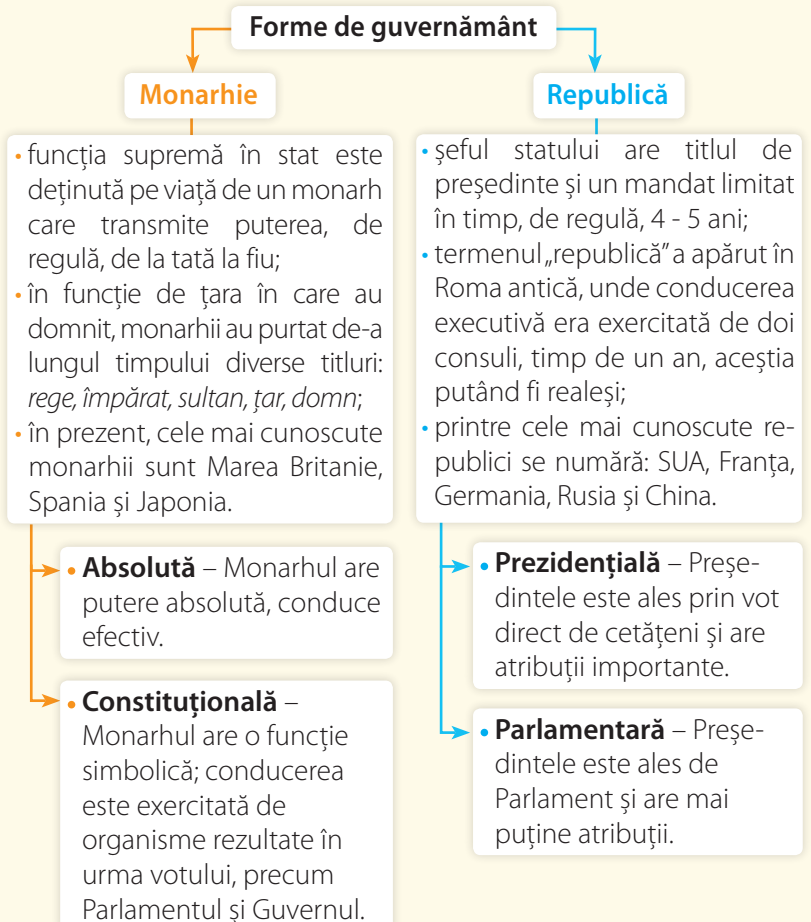 Forme de guvernământ
Monarhie
• funcția supremă în stat este
deținută pe viață de un monarh
care transmite puterea, de
regulă, de la tată la fiu;
• în funcție de țara în care au
domnit, monarhii au purtat de-a
lungul timpului diverse titluri:
rege, împărat, sultan, țar, domn;
• în prezent, cele mai cunoscute
monarhii sunt Marea Britanie,
Spania și Japonia.
• Absolută – Monarhul are
putere absolută, conduce
efectiv.
• Constituțională –
Monarhul are o funcție
simbolică; conducerea
este exercitată de
organisme rezultate în
urma votului, precum
Parlamentul și Guvernul.
Republică
• șeful statului are titlul de
președinte și un mandat limitat
în timp, de regulă, 4 - 5 ani;
• termenul „republică” a apărut în
Roma antică, unde conducerea
executivă era exercitată de doi
consuli, timp de un an, aceștia
putând fi realeși;
• printre cele mai cunoscute re-
publici se numără: SUA, Franța,
Germania, Rusia și China.
• Prezidențială – Preșe-
dintele este ales prin vot
direct de cetățeni și are
atribuții importante.
• Parlamentară – Preșe-
dintele este ales de
Parlament și are mai
puține atribuții.